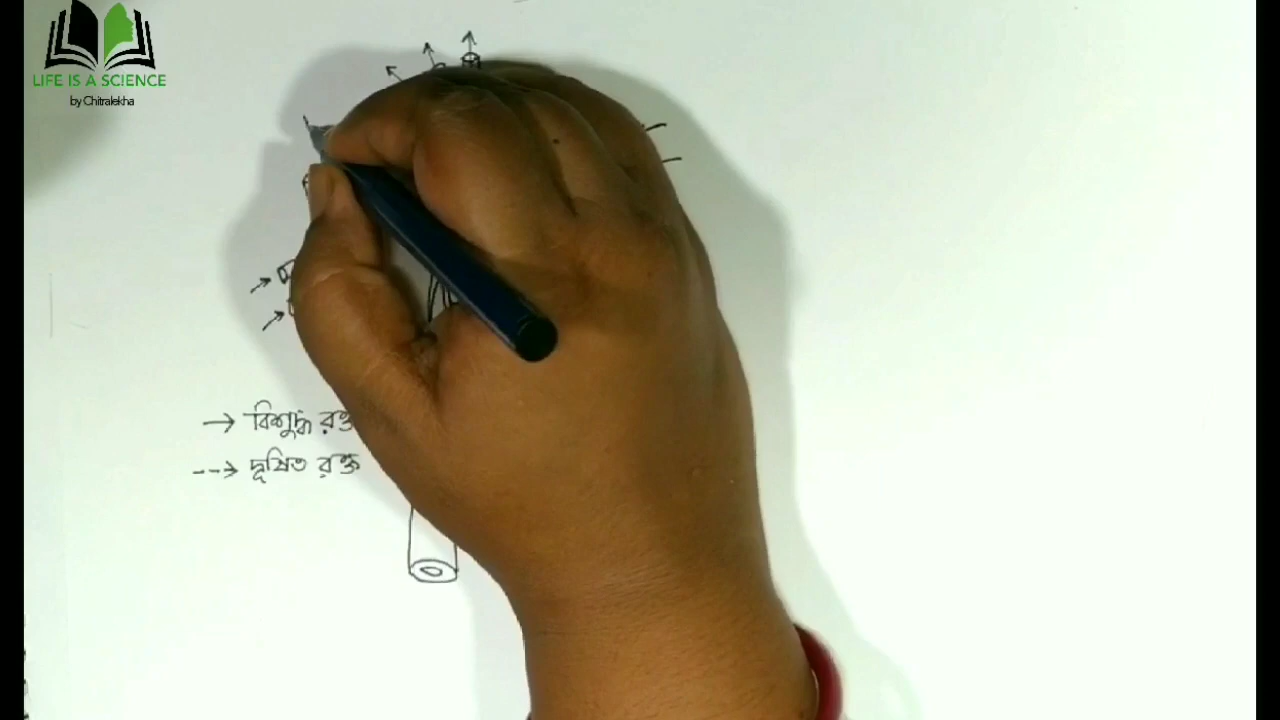 LIFE IS A SCIENCE
by Chitralekha
→ বিশুদ্ধ রক্ত
--→ দূষিত রক্ত